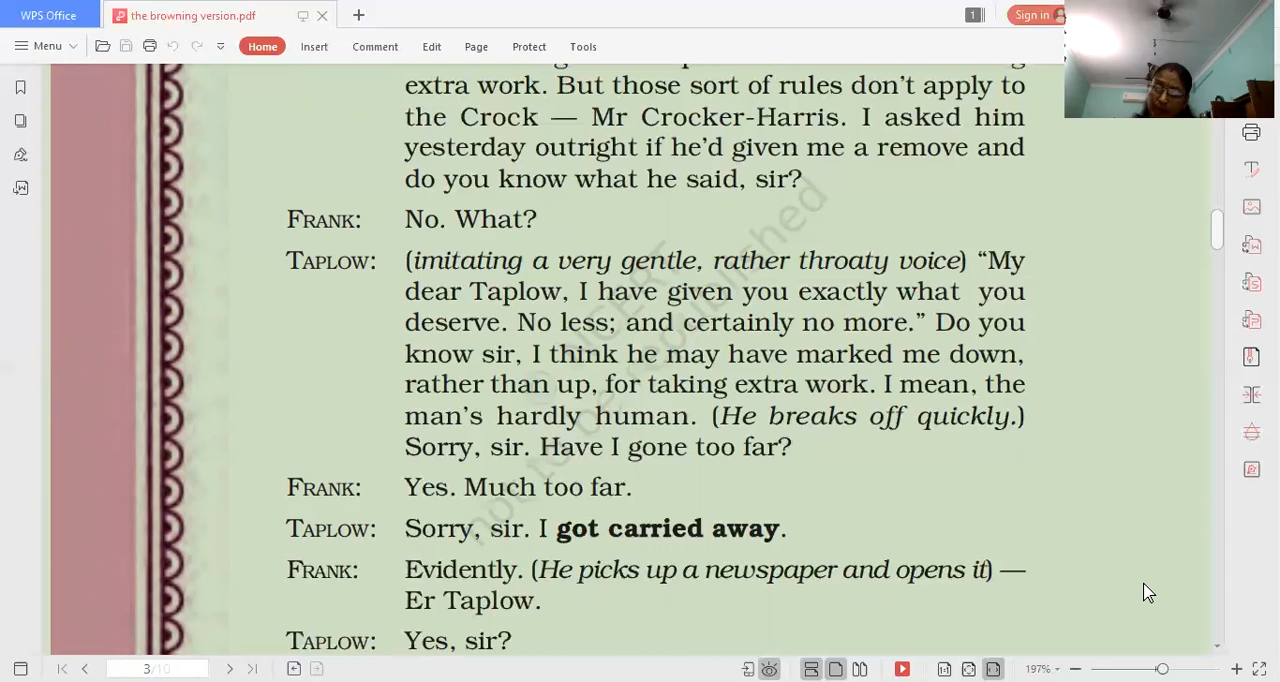 WPS Office
the browning version.pdf
1
Sign in
Menu
Home
Insert
Comment
Edit
Page
Protect
Tools
extra work. But those sort of rules don't apply to
the Crock — Mr Crocker-Harris. I asked him
yesterday outright if he'd given me a remove and
do you know what he said, sir?
FRANK: No. What?
TAPLOW: (imitating a very gentle, rather throaty voice) “My
dear Taplow, I have given you exactly what you
deserve. No less; and certainly no more.” Do you
know sir, I think he may have marked me down,
rather than up, for taking extra work. I mean, the
man's hardly human. (He breaks off quickly.)
Sorry, sir. Have I gone too far?
FRANK: Yes. Much too far.
TAPLOW: Sorry, sir. I got carried away.
FRANK: Evidently. (He picks up a newspaper and opens it) —
Er Taplow.
TAPLOW: Yes, sir?
© NCERT
not to be republished
3/10
197%